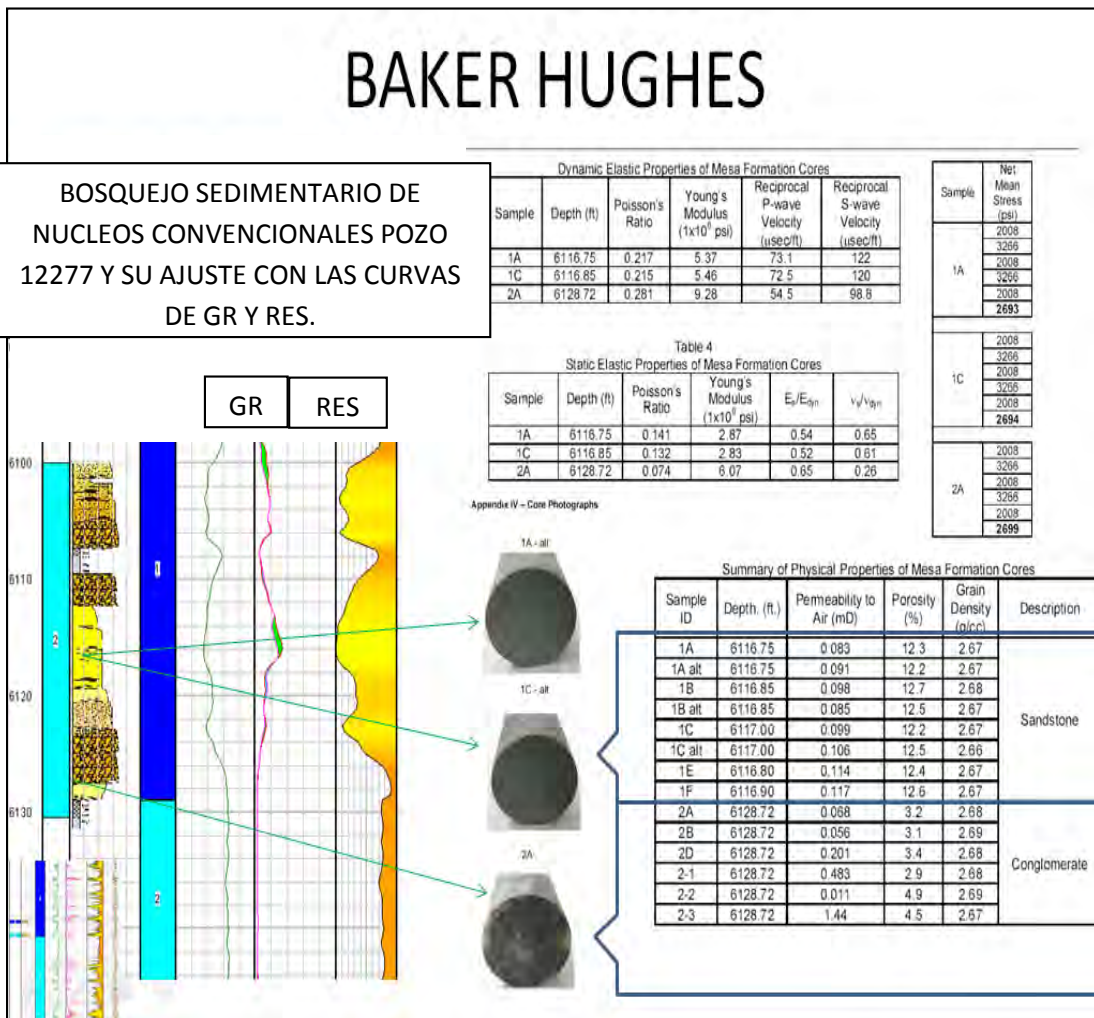 BAKER HUGHES
BOSQUEJO SEDIMENTARIO DE
NUCLEOS CONVENCIONALES POZO
12277 Y SU AJUSTE CON LAS CURVAS
DE GR Y RES.
GR RES
6100
6110
6120
6130
1
2
2
Dynamic Elastic Properties of Mesa Formation Cores
Sample Depth (ft) Poisson's Ratio Young's Modulus (1x10⁶ psi) Reciprocal P-wave Velocity (µsec/ft) Reciprocal S-wave Velocity (µsec/ft)
1A 6116.75 0.217 5.37 73.1 122
1C 6116.85 0.215 5.46 72.5 120
2A 6128.72 0.281 9.28 54.5 98.8
Sample Net Mean Stress (psi)
1A
2008
3266
2008
3266
2008
2693
1C
2008
3266
2008
3266
2008
2694
2A
2008
3266
2008
3266
2008
2699
Table 4
Static Elastic Properties of Mesa Formation Cores
Sample Depth (ft) Poisson's Ratio Young's Modulus (1x10⁶ psi) Eₛ/E_dyn νₛ/ν_dyn
1A 6116.75 0.141 2.87 0.54 0.65
1C 6116.85 0.132 2.83 0.52 0.61
2A 6128.72 0.074 6.07 0.65 0.26
Appendix IV – Core Photographs
1A - alt
1C - alt
2A
Summary of Physical Properties of Mesa Formation Cores
Sample ID Depth. (ft.) Permeability to Air (mD) Porosity (%) Grain Density (g/cc) Description
1A 6116.75 0.083 12.3 2.67
1A alt 6116.75 0.091 12.2 2.67
1B 6116.85 0.098 12.7 2.68
1B alt 6116.85 0.085 12.5 2.67
1C 6117.00 0.099 12.2 2.67
1C alt 6117.00 0.106 12.5 2.66
1E 6116.80 0.114 12.4 2.67
1F 6116.90 0.117 12.6 2.67
Sandstone
2A 6128.72 0.068 3.2 2.68
2B 6128.72 0.056 3.1 2.69
2D 6128.72 0.201 3.4 2.68
2-1 6128.72 0.483 2.9 2.68
2-2 6128.72 0.011 4.9 2.69
2-3 6128.72 1.44 4.5 2.67
Conglomerate